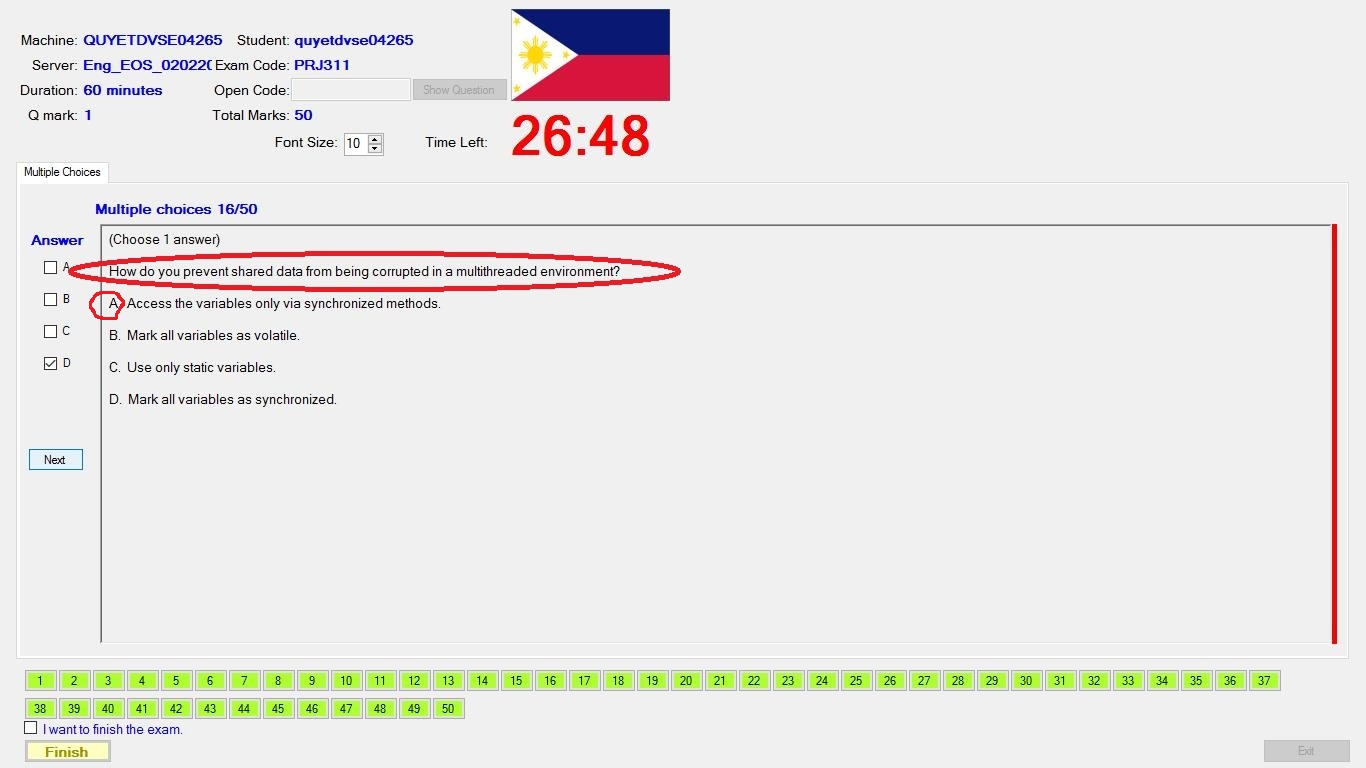 Machine: QUYETDVSE04265 Student: quyetdvse04265
Server: Eng_EOS_020220 Exam Code: PRJ311
Duration: 60 minutes Open Code: Show Question
Q mark: 1 Total Marks: 50
Font Size: 10 Time Left: 26:48
Multiple Choices
Multiple choices 16/50
Answer
(Choose 1 answer)
A
How do you prevent shared data from being corrupted in a multithreaded environment?
B
A. Access the variables only via synchronized methods.
C
B. Mark all variables as volatile.
D
C. Use only static variables.
D. Mark all variables as synchronized.
Next
1 2 3 4 5 6 7 8 9 10 11 12 13 14 15 16 17 18 19 20 21 22 23 24 25 26 27 28 29 30 31 32 33 34 35 36 37
38 39 40 41 42 43 44 45 46 47 48 49 50
I want to finish the exam.
Finish Exit